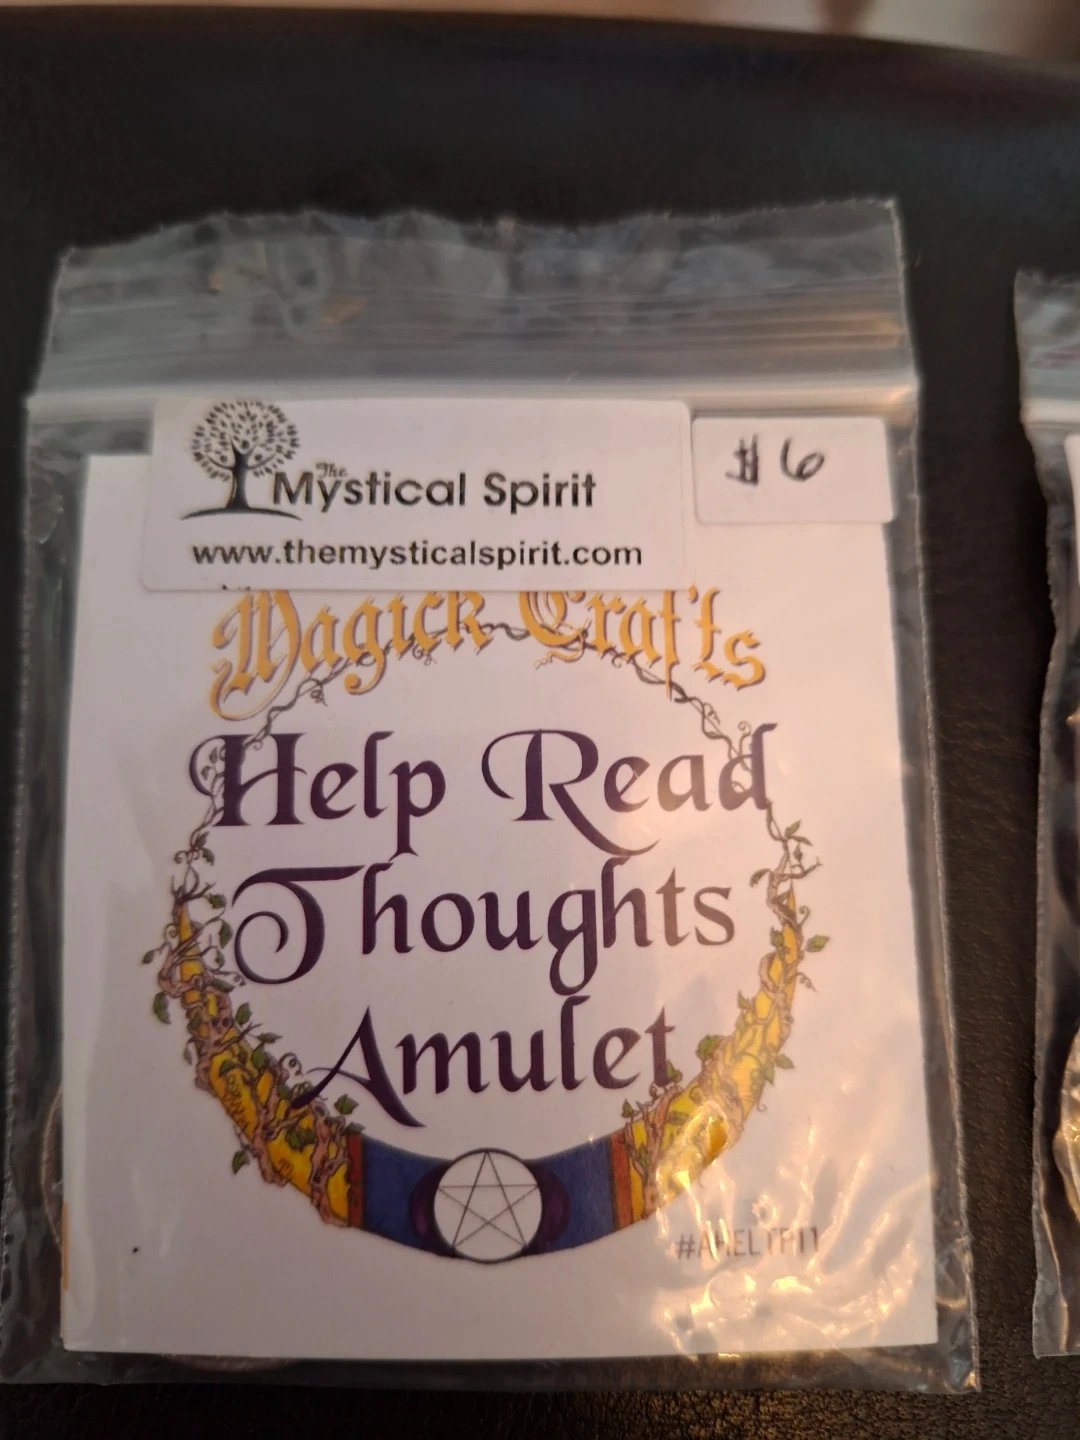 The
Mystical Spirit
www.themysticalspirit.com
$6
Magick Crafts
Help Read
Thoughts
Amulet